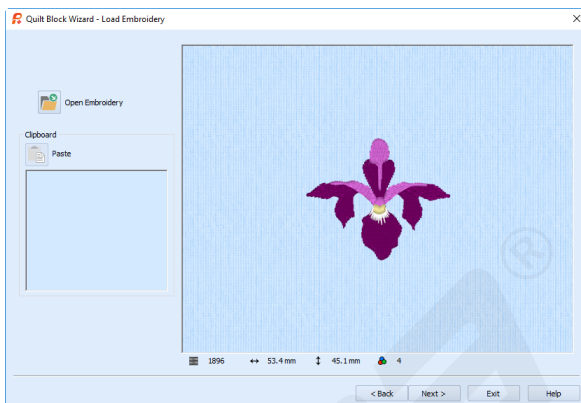 Quilt Block Wizard - Load Embroidery
Open Embroidery
Clipboard
Paste
1896 53.4 mm 45.1 mm 4
< Back Next > Exit Help
®